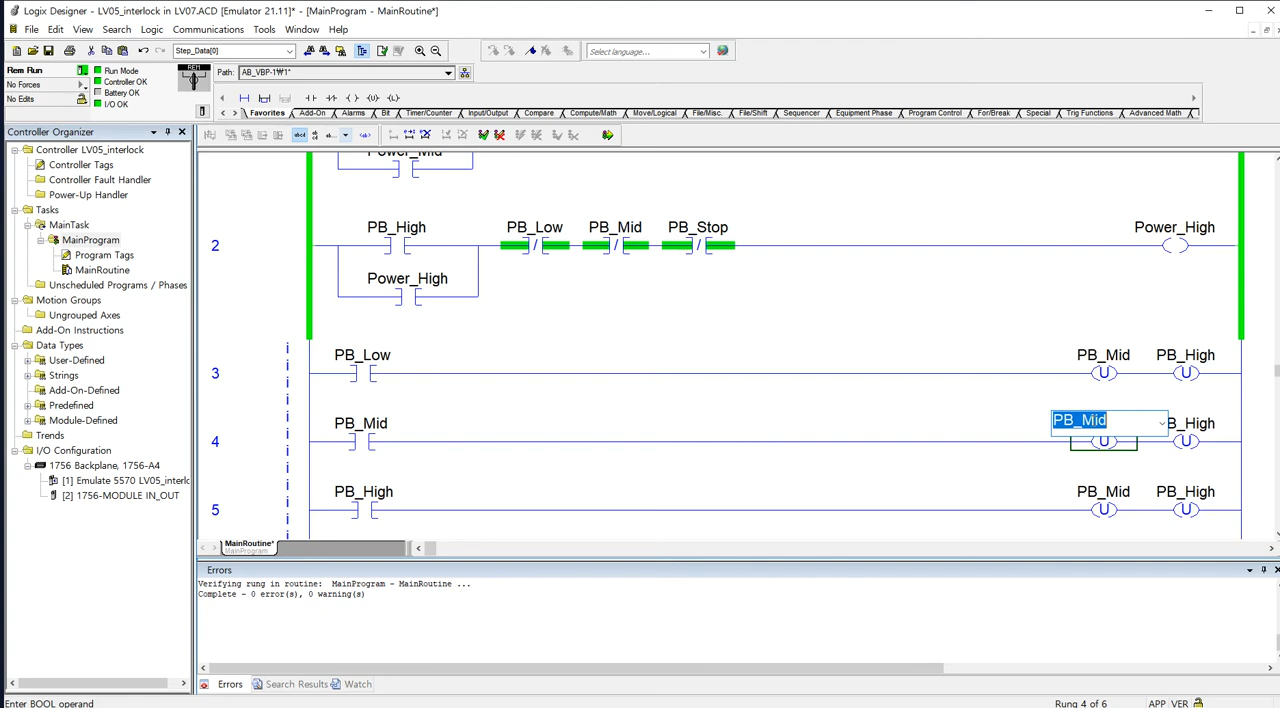 Logix Designer - LV05_interlock in LV07.ACD [Emulator 21.11]* - [MainProgram - MainRoutine*]
File Edit View Search Logic Communications Tools Window Help
Step_Data[0]
Select language...
Rem Run
No Forces
No Edits
Run Mode
Controller OK
Battery OK
I/O OK
REM
Path: AB_VBP-1₩1*
Favorites Add-On Alarms Bit Timer/Counter Input/Output Compare Compute/Math Move/Logical File/Misc. File/Shift Sequencer Equipment Phase Program Control For/Break Special Trig Functions Advanced Math
Controller Organizer
Controller LV05_interlock
Controller Tags
Controller Fault Handler
Power-Up Handler
Tasks
MainTask
MainProgram
Program Tags
MainRoutine
Unscheduled Programs / Phases
Motion Groups
Ungrouped Axes
Add-On Instructions
Data Types
User-Defined
Strings
Add-On-Defined
Predefined
Module-Defined
Trends
I/O Configuration
1756 Backplane, 1756-A4
[1] Emulate 5570 LV05_interlc
[2] 1756-MODULE IN_OUT
Power_Mid
PB_High PB_Low PB_Mid PB_Stop Power_High
2
Power_High
PB_Low PB_Mid PB_High
3 U U
PB_Mid PB_Mid B_High
4 U U
PB_High PB_Mid PB_High
5 U U
MainRoutine*
MainProgram
Errors
Verifying rung in routine: MainProgram - MainRoutine ...
Complete - 0 error(s), 0 warning(s)
Errors Search Results Watch
Enter BOOL operand Rung 4 of 6 APP VER